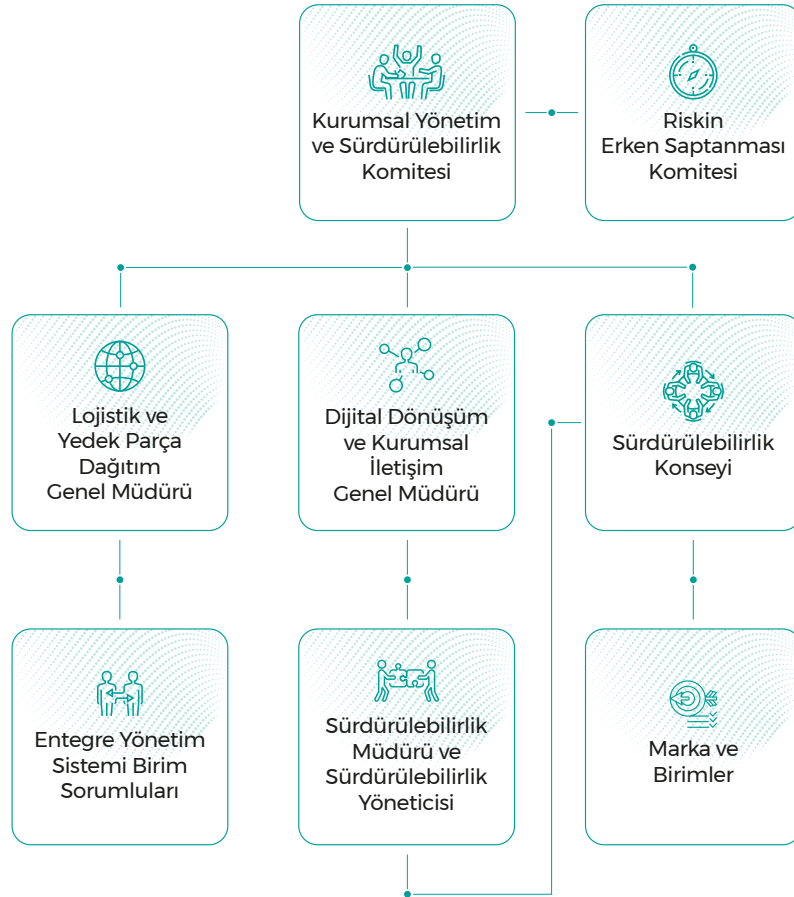 Kurumsal Yönetim
ve Sürdürülebilirlik
Komitesi
Riskin
Erken Saptanması
Komitesi
Lojistik ve
Yedek Parça
Dağıtım
Genel Müdürü
Dijital Dönüşüm
ve Kurumsal
İletişim
Genel Müdürü
Sürdürülebilirlik
Konseyi
Entegre Yönetim
Sistemi Birim
Sorumluları
Sürdürülebilirlik
Müdürü ve
Sürdürülebilirlik
Yöneticisi
Marka ve
Birimler